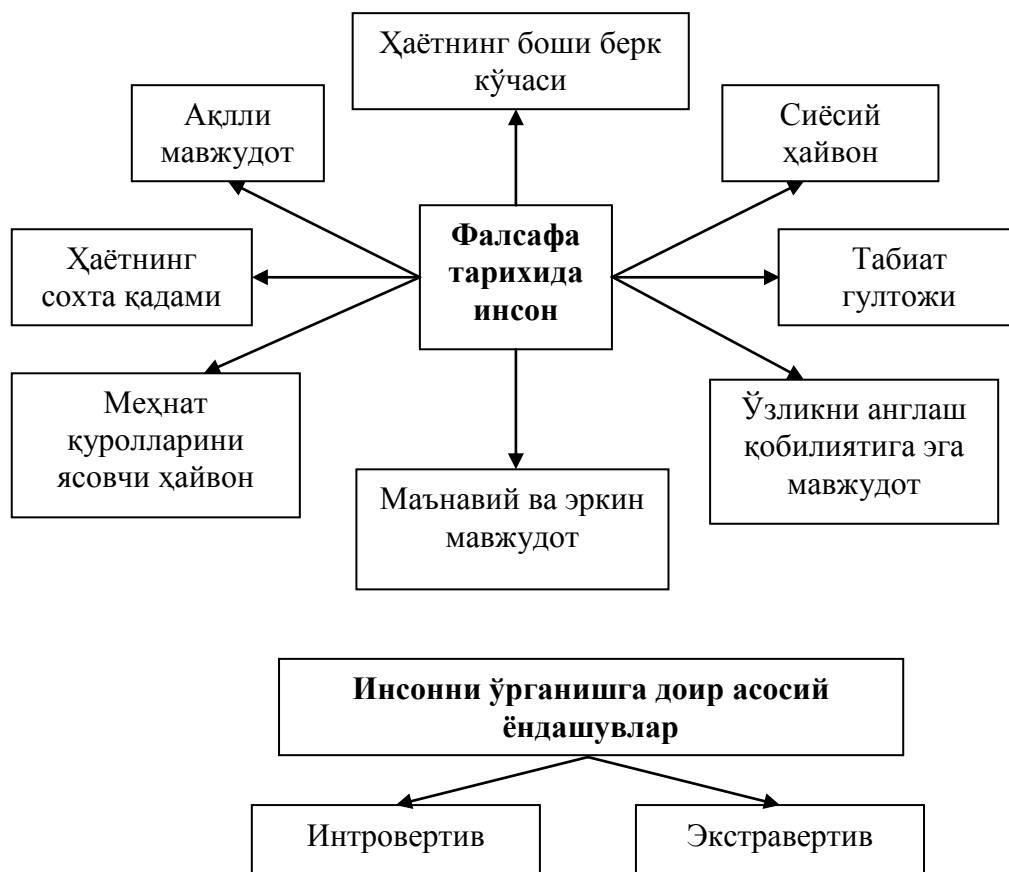 Ҳаётнинг боши берк
кўчаси
Ақлли
мавжудот
Сиёсий
ҳайвон
Фалсафа
тарихида
инсон
Ҳаётнинг
сохта қадами
Табиат
гултожи
Меҳнат
қуролларини
ясовчи ҳайвон
Ўзликни англаш
қобилиятига эга
мавжудот
Маънавий ва эркин
мавжудот
Инсонни ўрганишга доир асосий
ёндашувлар
Интровертив
Экстравертив